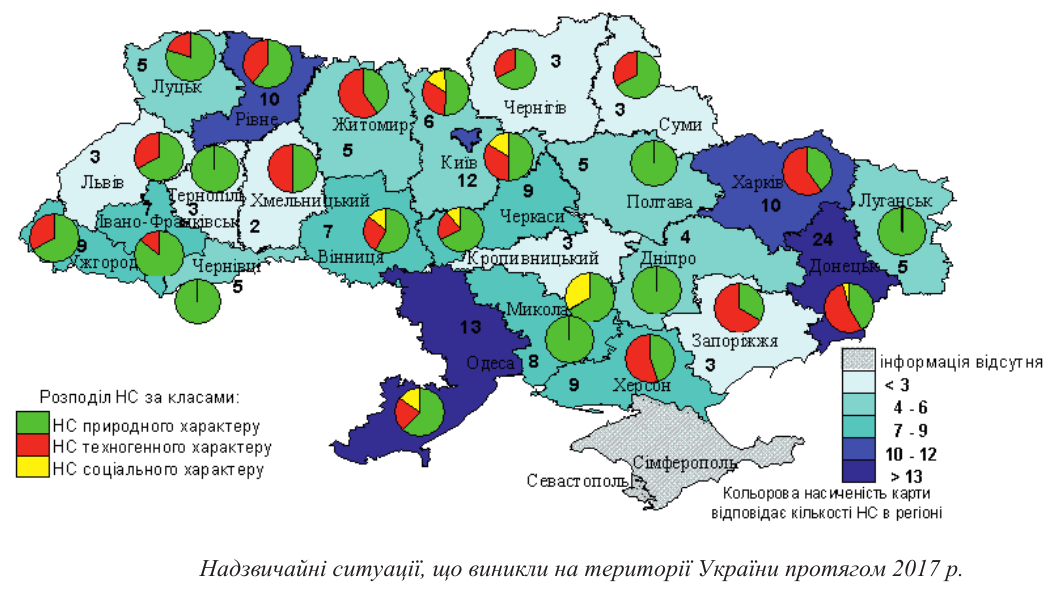 5
Луцьк
10
Рівне
Житомир
5
6
Київ
12
3
Чернігів
3
Суми
3
Львів
Тернопіль
3
Хмельницький
2
7
Івано-Франківськ
9
Ужгород
Чернівці
5
7
Вінниця
9
Черкаси
5
Полтава
Харків
10
Луганськ
5
24
Донецьк
4
Дніпро
3
Кропивницький
Микола
8
13
Одеса
9
Херсон
Запоріжжя
3
Сімферополь
Севастополь
Розподіл НС за класами:
НС природного характеру
НС техногенного характеру
НС соціального характеру
інформація відсутня
< 3
4 - 6
7 - 9
10 - 12
> 13
Кольорова насиченість карти
відповідає кількості НС в регіоні
Надзвичайні ситуації, що виникли на території України протягом 2017 р.